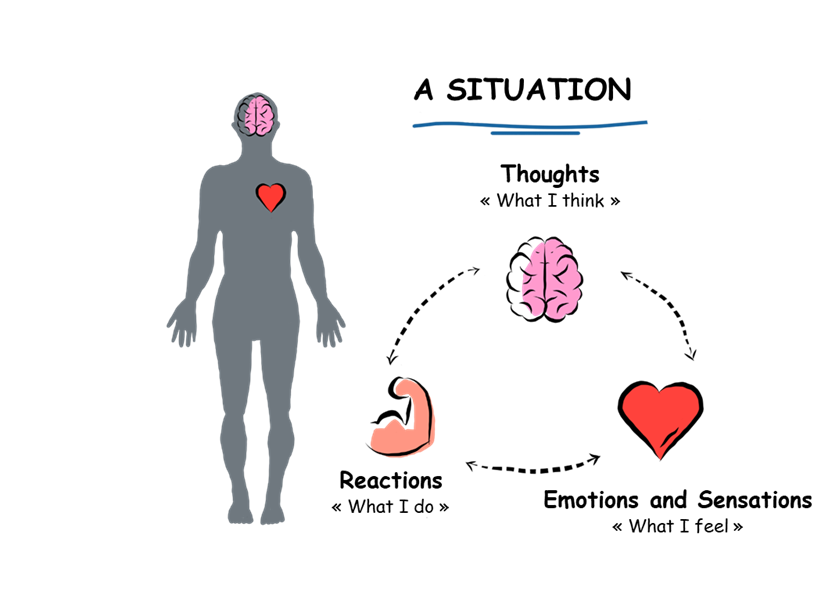 A SITUATION
Thoughts
« What I think »
Reactions
« What I do »
Emotions and Sensations
« What I feel »